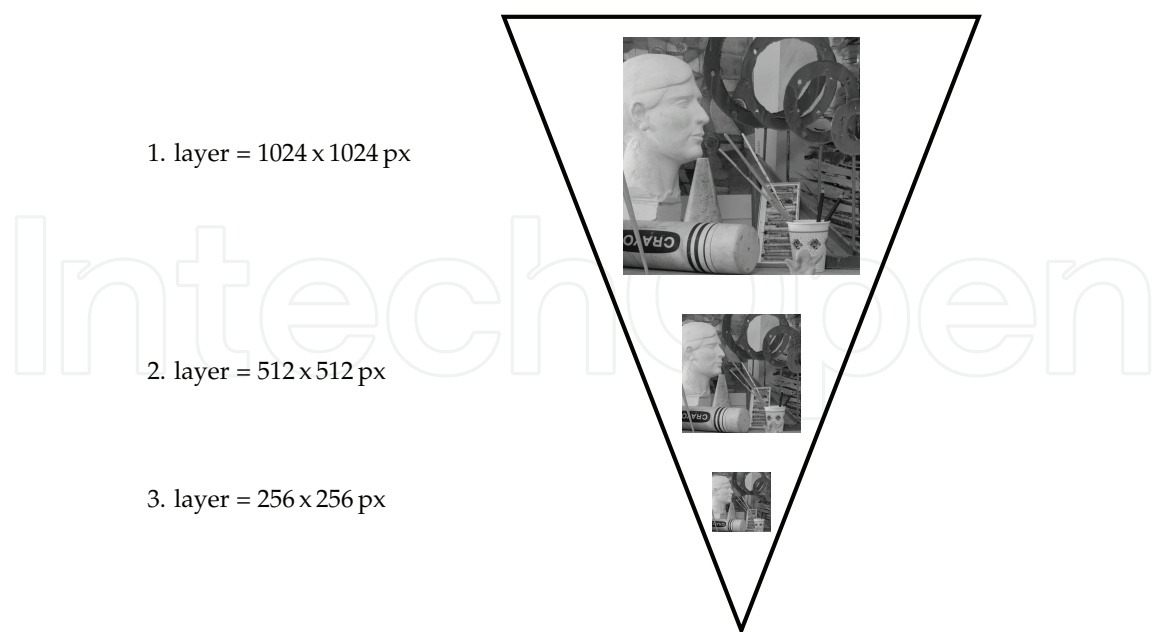 1. layer = 1024 x 1024 px
IntechOpen
2. layer = 512 x 512 px
3. layer = 256 x 256 px
CRAYO